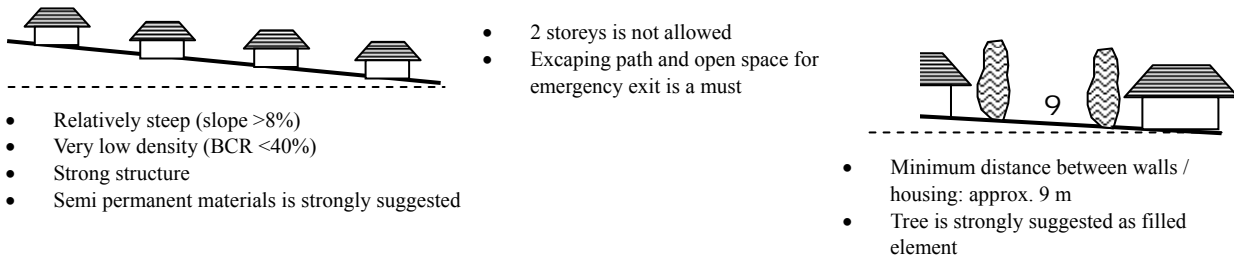 • Relatively steep (slope >8%)
• Very low density (BCR <40%)
• Strong structure
• Semi permanent materials is strongly suggested
• 2 storeys is not allowed
• Excaping path and open space for
emergency exit is a must
9
• Minimum distance between walls /
housing: approx. 9 m
• Tree is strongly suggested as filled
element